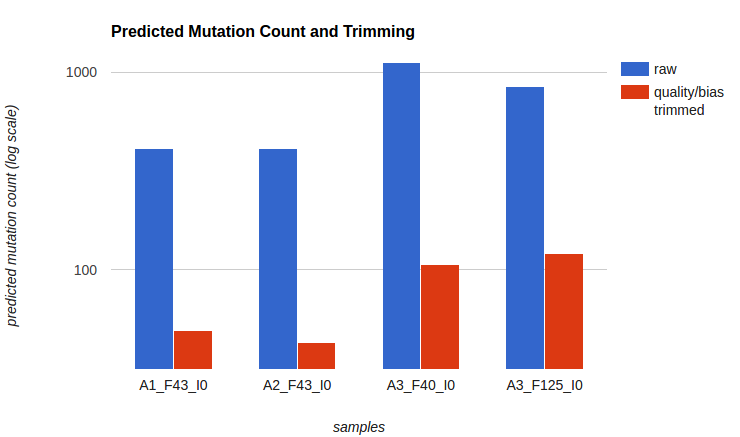 Predicted Mutation Count and Trimming
predicted mutation count (log scale)
1000
100
raw
quality/bias
trimmed
A1_F43_I0
A2_F43_I0
A3_F40_I0
A3_F125_I0
samples